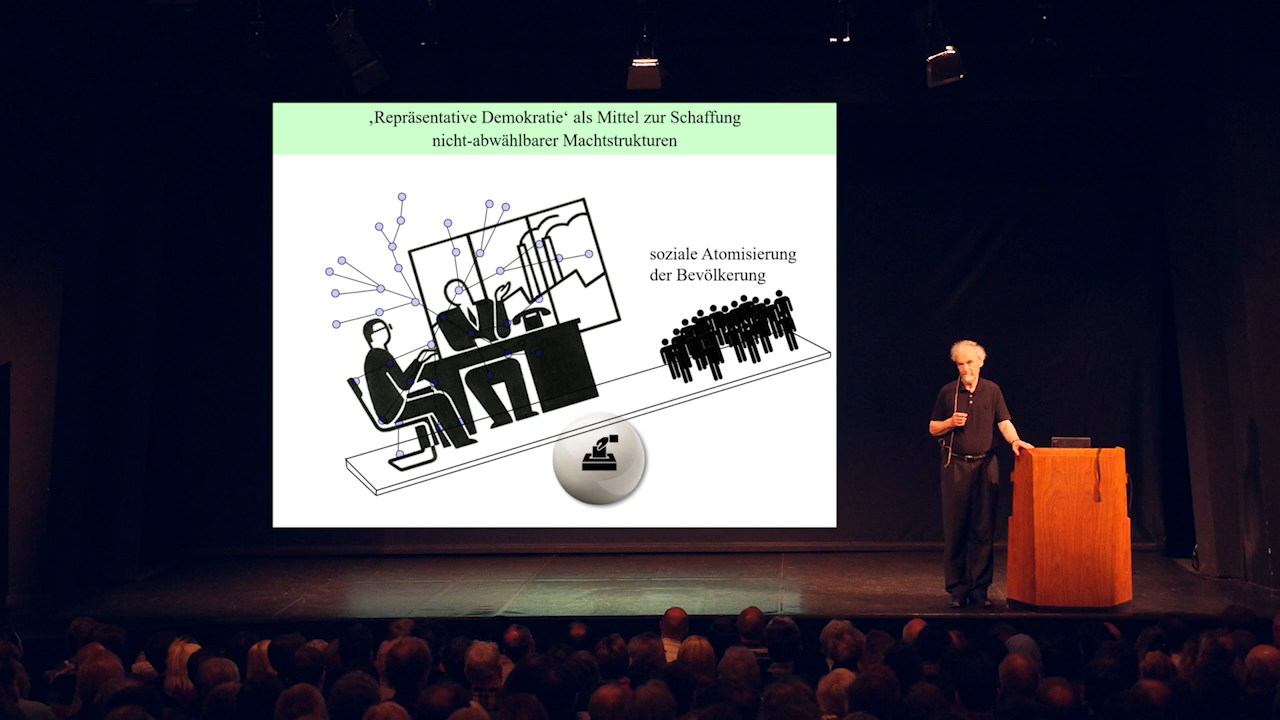 ‚Repräsentative Demokratie‘ als Mittel zur Schaffung
nicht-abwählbarer Machtstrukturen
soziale Atomisierung
der Bevölkerung